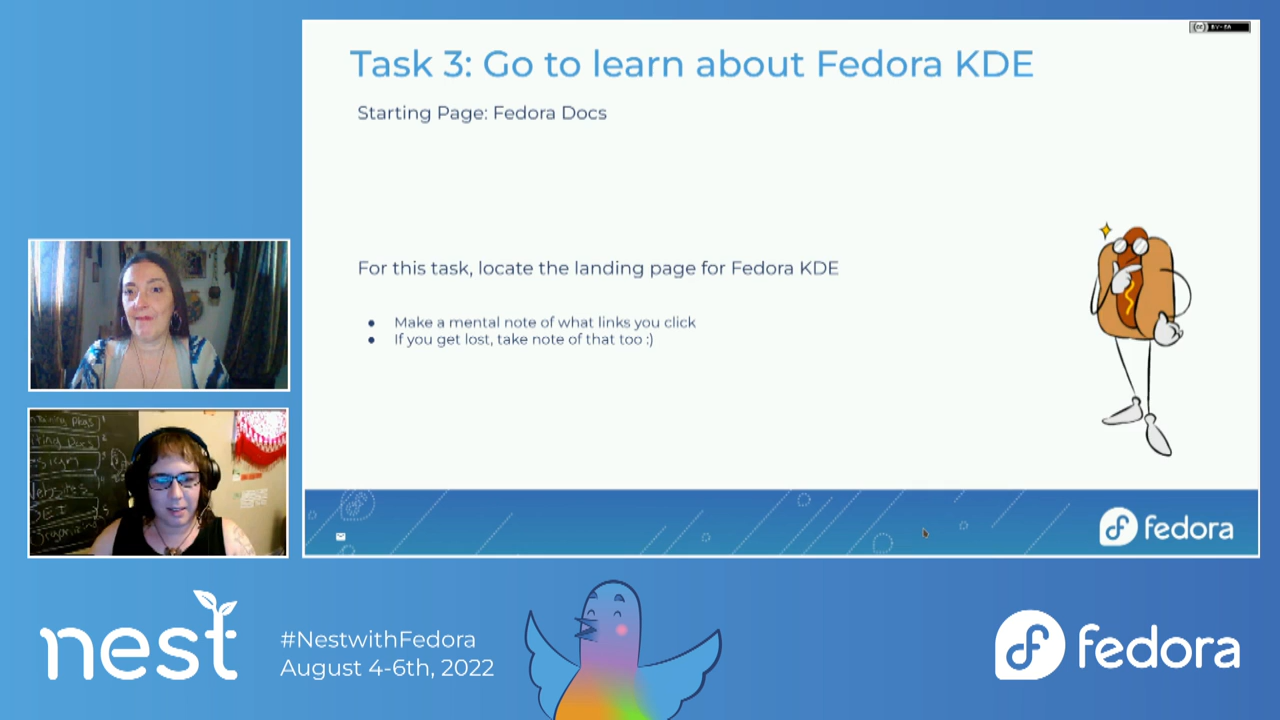 BY-SA
Task 3: Go to learn about Fedora KDE
Starting Page: Fedora Docs
For this task, locate the landing page for Fedora KDE
● Make a mental note of what links you click
● If you get lost, take note of that too :)
fedora
nest
#NestwithFedora
August 4-6th, 2022
fedora